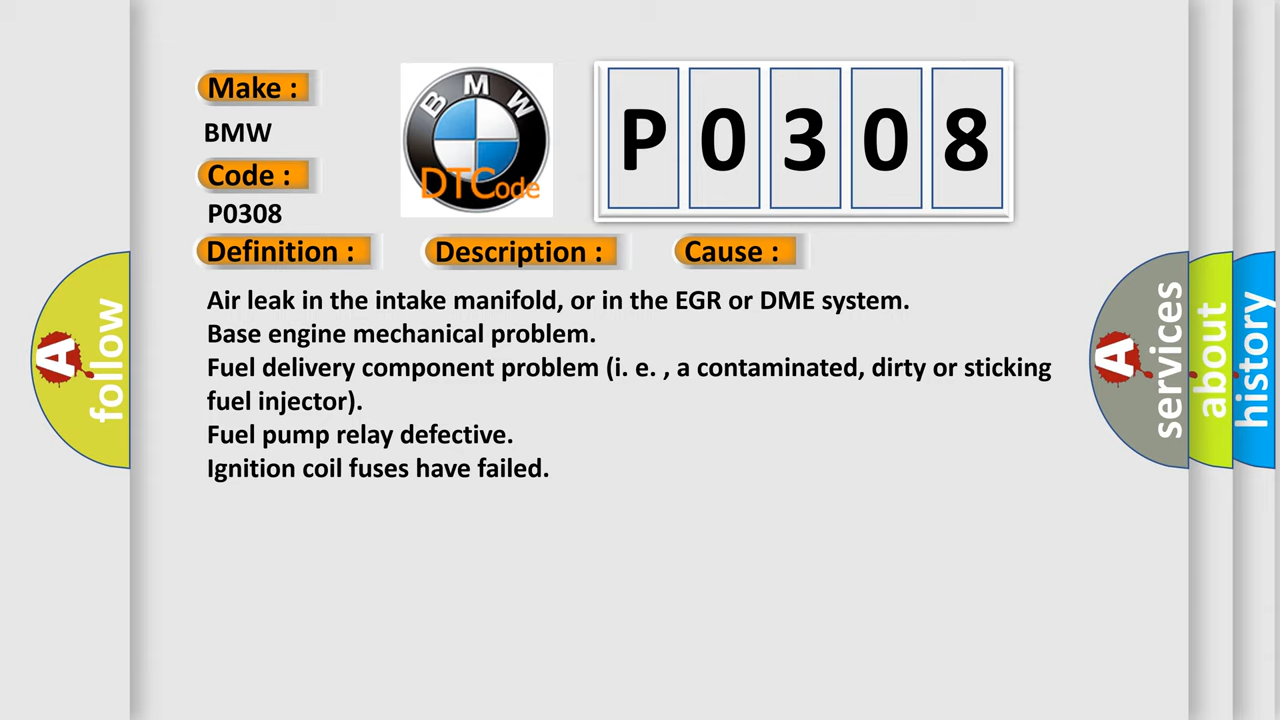 Make :
BMW
Code :
P0308
BMW
DTCode
P0308
Definition :
Description :
Cause :
Air leak in the intake manifold, or in the EGR or DME system.
Base engine mechanical problem.
Fuel delivery component problem (i. e. , a contaminated, dirty or sticking
fuel injector).
Fuel pump relay defective.
Ignition coil fuses have failed.
A follow
A services
about
history